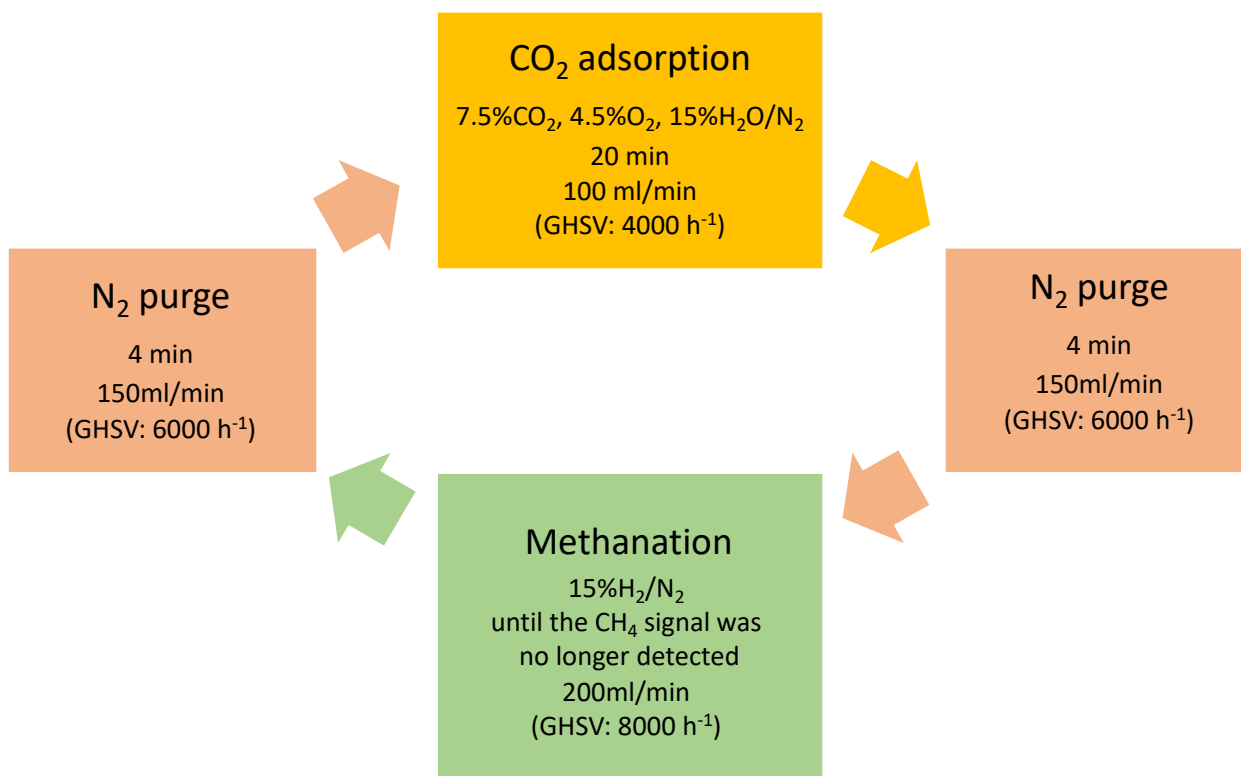 CO₂ adsorption
7.5%CO₂, 4.5%O₂, 15%H₂O/N₂
20 min
100 ml/min
(GHSV: 4000 h⁻¹)
N₂ purge
4 min
150ml/min
(GHSV: 6000 h⁻¹)
N₂ purge
4 min
150ml/min
(GHSV: 6000 h⁻¹)
Methanation
15%H₂/N₂
until the CH₄ signal was
no longer detected
200ml/min
(GHSV: 8000 h⁻¹)